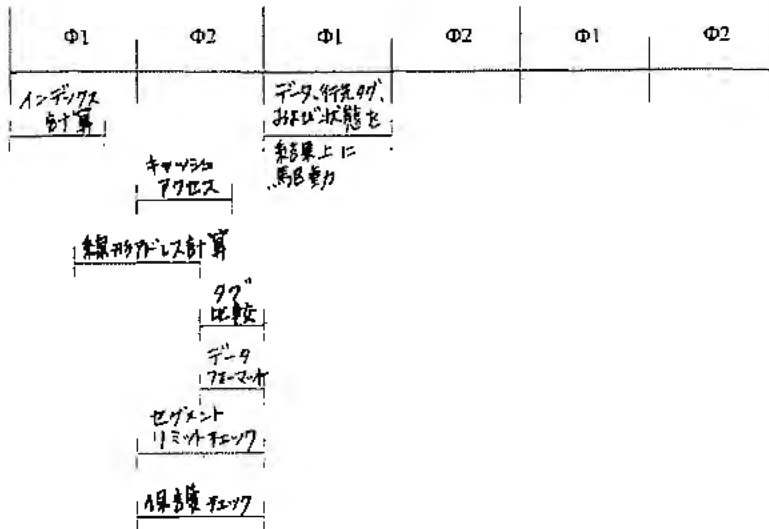 Φ1 Φ2 Φ1 Φ2 Φ1 Φ2
インデックス
計算
データ、行先タグ、
および状態を
結果上に
馬区動力
キャッシュ
アクセス
線形アドレス計算
タグ
比較
データ
フォーマット
セグメント
リミットチェック
保護チェック